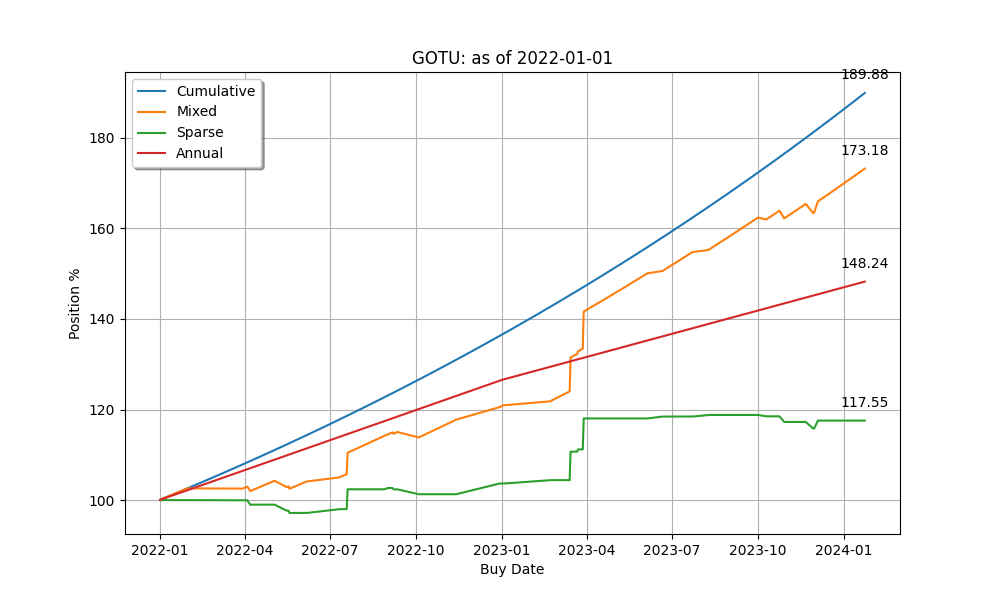 GOTU: as of 2022-01-01
Cumulative
Mixed
Sparse
Annual
189.88
173.18
148.24
117.55
Position %
180
160
140
120
100
2022-01 2022-04 2022-07 2022-10 2023-01 2023-04 2023-07 2023-10 2024-01
Buy Date